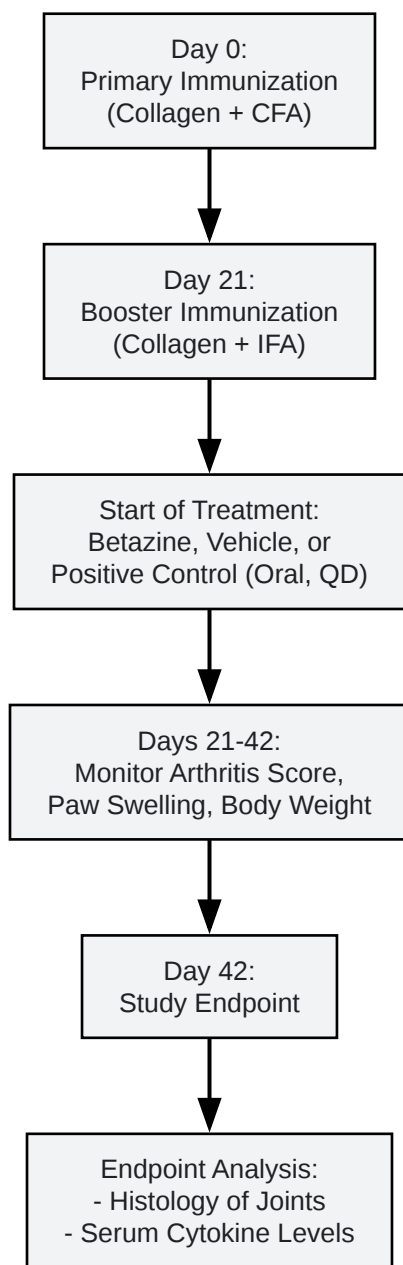 Day 0:
Primary Immunization
(Collagen + CFA)
Day 21:
Booster Immunization
(Collagen + IFA)
Start of Treatment:
Betazine, Vehicle, or
Positive Control (Oral, QD)
Days 21-42:
Monitor Arthritis Score,
Paw Swelling, Body Weight
Day 42:
Study Endpoint
Endpoint Analysis:
- Histology of Joints
- Serum Cytokine Levels